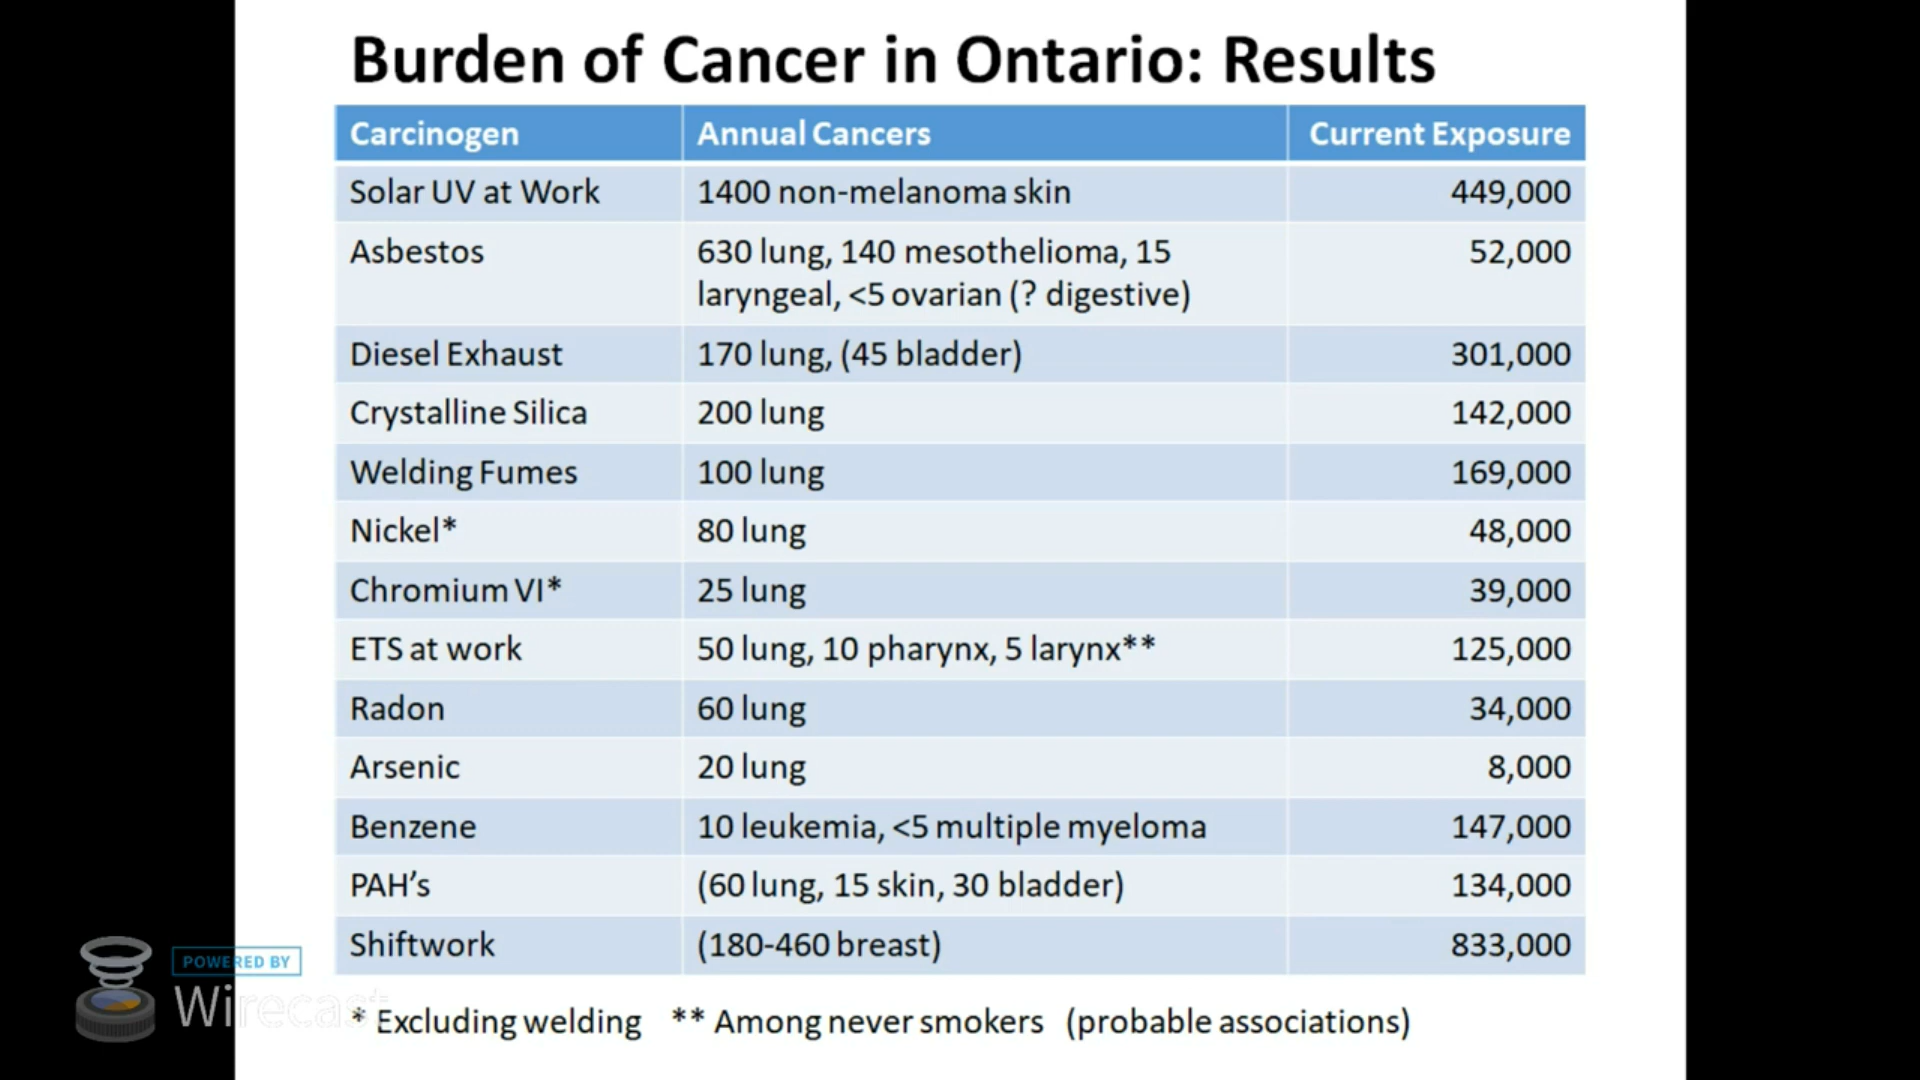 Burden of Cancer in Ontario: Results
Carcinogen Annual Cancers Current Exposure
Solar UV at Work 1400 non-melanoma skin 449,000
Asbestos 630 lung, 140 mesothelioma, 15 52,000
laryngeal, <5 ovarian (? digestive)
Diesel Exhaust 170 lung, (45 bladder) 301,000
Crystalline Silica 200 lung 142,000
Welding Fumes 100 lung 169,000
Nickel* 80 lung 48,000
Chromium VI* 25 lung 39,000
ETS at work 50 lung, 10 pharynx, 5 larynx** 125,000
Radon 60 lung 34,000
Arsenic 20 lung 8,000
Benzene 10 leukemia, <5 multiple myeloma 147,000
PAH’s (60 lung, 15 skin, 30 bladder) 134,000
Shiftwork (180-460 breast) 833,000
* Excluding welding ** Among never smokers (probable associations)
POWERED BY
Wirecast